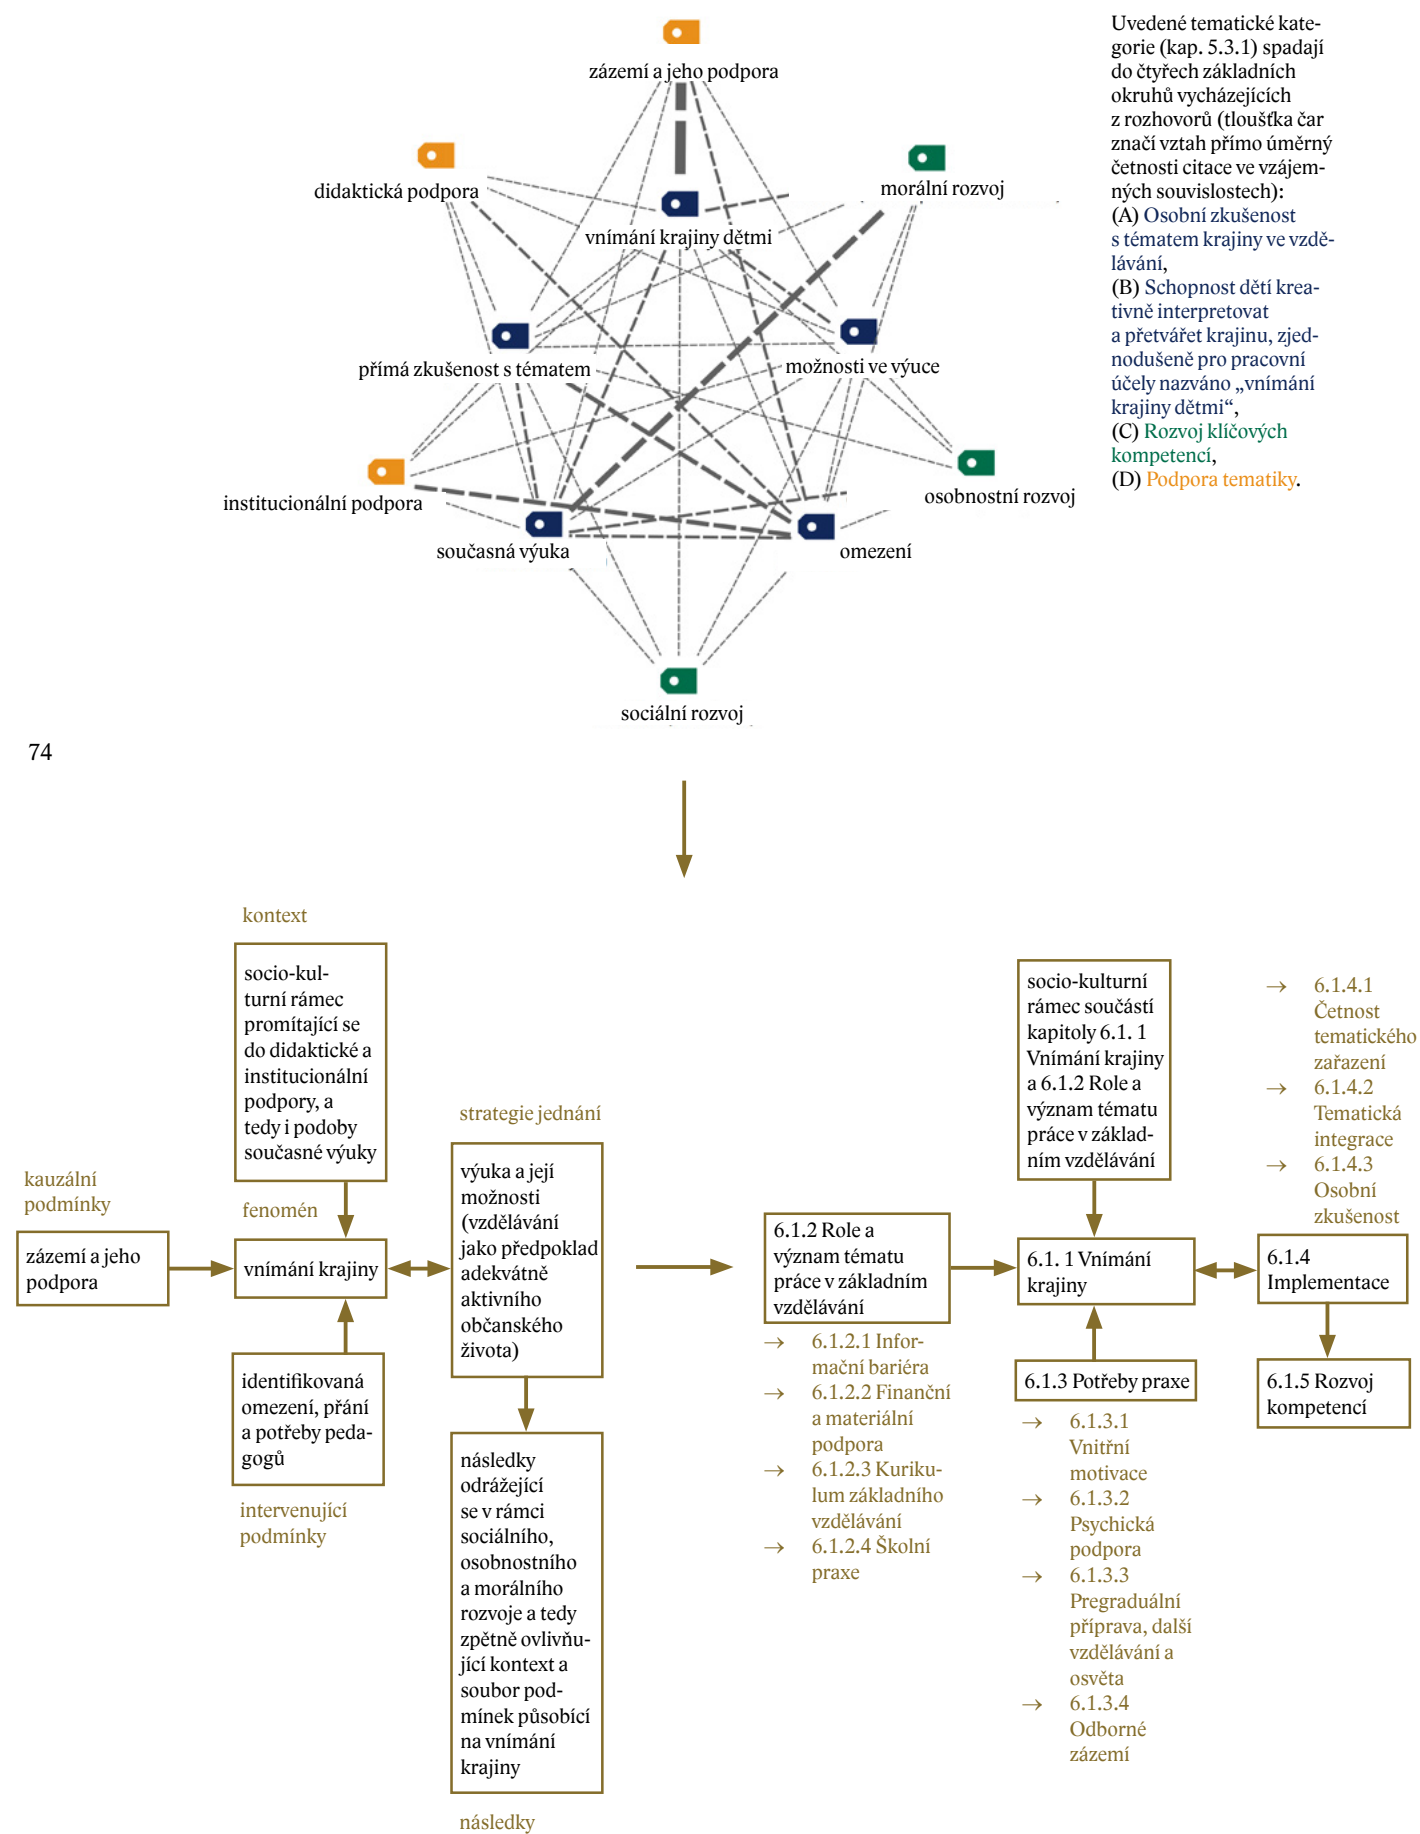 zázemí a jeho podpora
didaktická podpora
morální rozvoj
vnímání krajiny dětmi
přímá zkušenost s tématem
možnosti ve výuce
institucionální podpora
osobnostní rozvoj
současná výuka
omezení
sociální rozvoj
Uvedené tematické kate-
gorie (kap. 5.3.1) spadají
do čtyřech základních
okruhů vycházejících
z rozhovorů (tloušťka čar
značí vztah přímo úměrný
četnosti citace ve vzájem-
ných souvislostech):
(A) Osobní zkušenost
s tématem krajiny ve vzdě-
lávání,
(B) Schopnost dětí krea-
tivně interpretovat
a přetvářet krajinu, zjed-
nodušeně pro pracovní
účely nazváno „vnímání
krajiny dětmi“,
(C) Rozvoj klíčových
kompetencí,
(D) Podpora tematiky.
74
kontext
socio-kul-
turní rámec
promítající se
do didaktické a
institucionální
podpory, a
tedy i podoby
současné výuky
kauzální
podmínky
zázemí a jeho
podpora
fenomén
vnímání krajiny
identifikovaná
omezení, přání
a potřeby peda-
gogů
intervenující
podmínky
strategie jednání
výuka a její
možnosti
(vzdělávání
jako předpoklad
adekvátně
aktivního
občanského
života)
následky
odrážející
se v rámci
sociálního,
osobnostního
a morálního
rozvoje a tedy
zpětně ovlivňu-
jící kontext a
soubor pod-
mínek působící
na vnímání
krajiny
následky
6.1.2 Role a
význam tématu
práce v základním
vzdělávání
→ 6.1.2.1 Infor-
mační bariéra
→ 6.1.2.2 Finanční
a materiální
podpora
→ 6.1.2.3 Kuriku-
lum základního
vzdělávání
→ 6.1.2.4 Školní
praxe
socio-kulturní
rámec součástí
kapitoly 6.1. 1
Vnímání krajiny
a 6.1.2 Role a
význam tématu
práce v základ-
ním vzdělávání
6.1. 1 Vnímání
krajiny
6.1.3 Potřeby praxe
→ 6.1.3.1
Vnitřní
motivace
→ 6.1.3.2
Psychická
podpora
→ 6.1.3.3
Pregraduální
příprava, další
vzdělávání a
osvěta
→ 6.1.3.4
Odborné
zázemí
→ 6.1.4.1
Četnost
tematického
zařazení
→ 6.1.4.2
Tematická
integrace
→ 6.1.4.3
Osobní
zkušenost
6.1.4
Implementace
6.1.5 Rozvoj
kompetencí